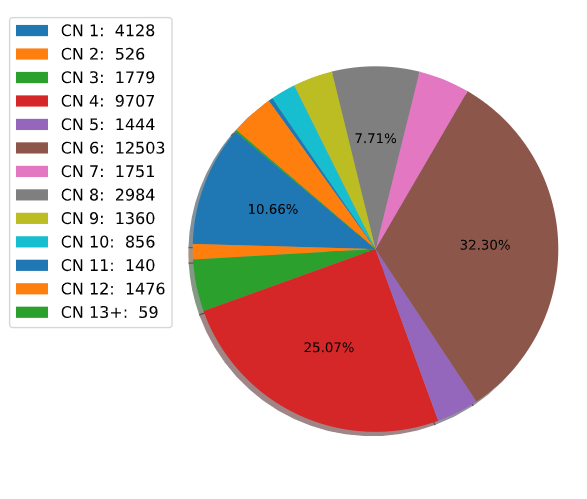 CN 1: 4128
CN 2: 526
CN 3: 1779
CN 4: 9707
CN 5: 1444
CN 6: 12503
CN 7: 1751
CN 8: 2984
CN 9: 1360
CN 10: 856
CN 11: 140
CN 12: 1476
CN 13+: 59
7.71%
10.66%
32.30%
25.07%